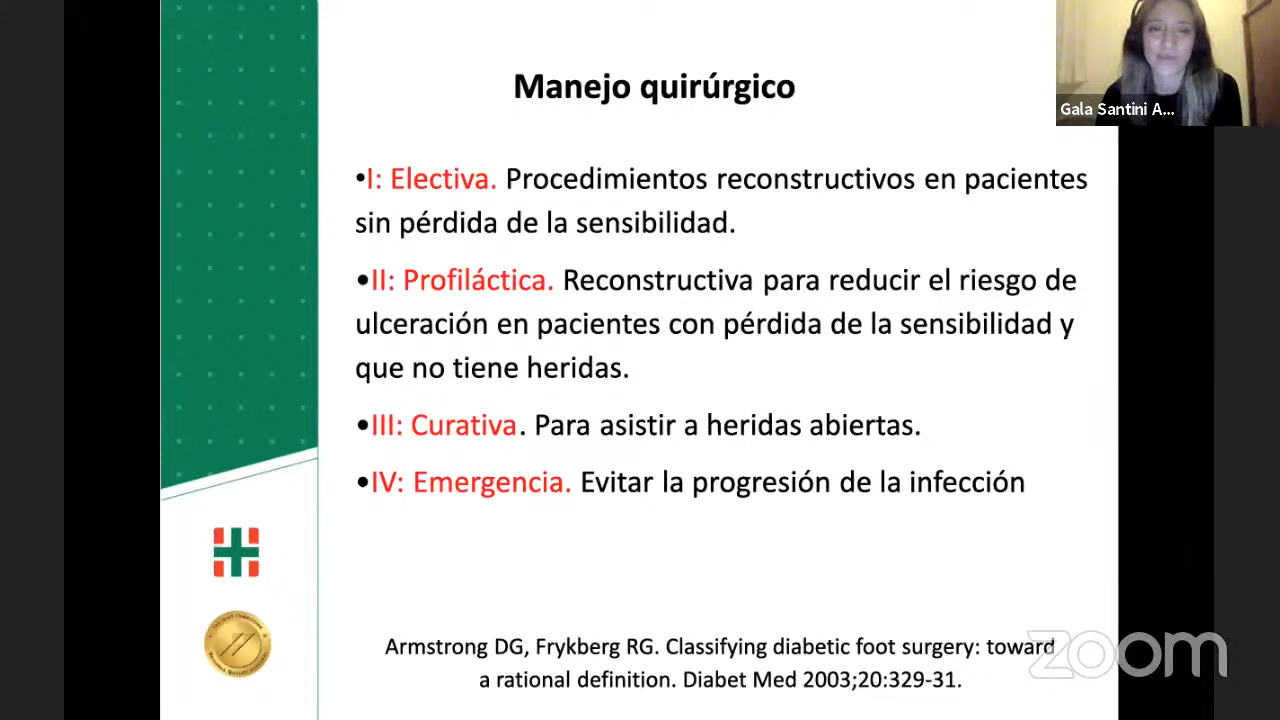 Manejo quirúrgico
Gala Santini A...
•I: Electiva. Procedimientos reconstructivos en pacientes
sin pérdida de la sensibilidad.
•II: Profiláctica. Reconstructiva para reducir el riesgo de
ulceración en pacientes con pérdida de la sensibilidad y
que no tiene heridas.
•III: Curativa. Para asistir a heridas abiertas.
•IV: Emergencia. Evitar la progresión de la infección
Armstrong DG, Frykberg RG. Classifying diabetic foot surgery: toward
a rational definition. Diabet Med 2003;20:329-31.
zoom